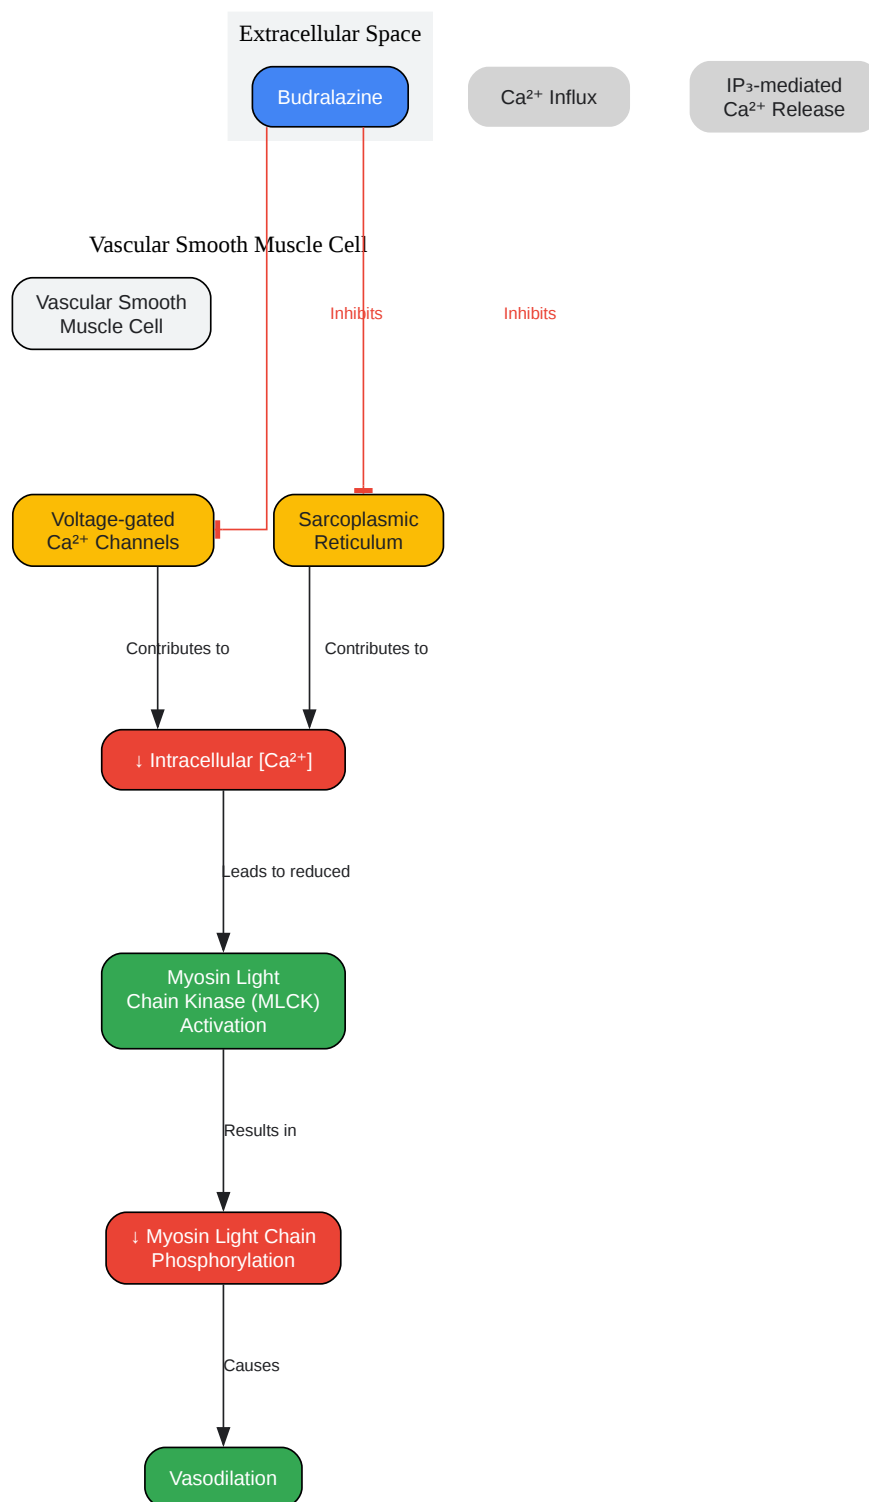 Extracellular Space
Budralazine
Ca²⁺ Influx
IP₃-mediated
Ca²⁺ Release
Vascular Smooth Muscle Cell
Vascular Smooth
Muscle Cell
Inhibits
Inhibits
Voltage-gated
Ca²⁺ Channels
Sarcoplasmic
Reticulum
Contributes to
Contributes to
↓ Intracellular [Ca²⁺]
Leads to reduced
Myosin Light
Chain Kinase (MLCK)
Activation
Results in
↓ Myosin Light Chain
Phosphorylation
Causes
Vasodilation